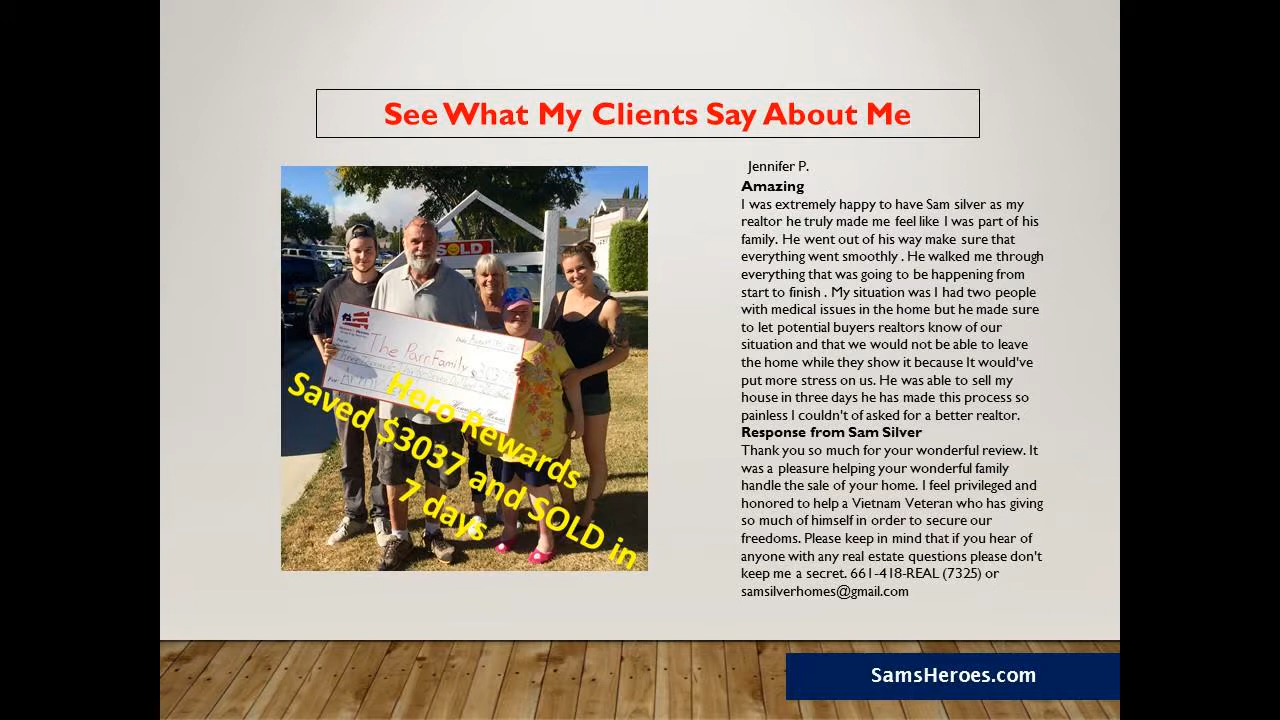 See What My Clients Say About Me
Jennifer P.
Amazing
I was extremely happy to have Sam silver as my
realtor he truly made me feel like I was part of his
family. He went out of his way make sure that
everything went smoothly . He walked me through
everything that was going to be happening from
start to finish . My situation was I had two people
with medical issues in the home but he made sure
to let potential buyers realtors know of our
situation and that we would not be able to leave
the home while they show it because It would've
put more stress on us. He was able to sell my
house in three days he has made this process so
painless I couldn't of asked for a better realtor.
Response from Sam Silver
Thank you so much for your wonderful review. It
was a pleasure helping your wonderful family
handle the sale of your home. I feel privileged and
honored to help a Vietnam Veteran who has giving
so much of himself in order to secure our
freedoms. Please keep in mind that if you hear of
anyone with any real estate questions please don't
keep me a secret. 661-418-REAL (7325) or
samsilverhomes@gmail.com
SOLD
The Parr Family
Hero Rewards
Saved $3037 and SOLD in
7 days
SamsHeroes.com